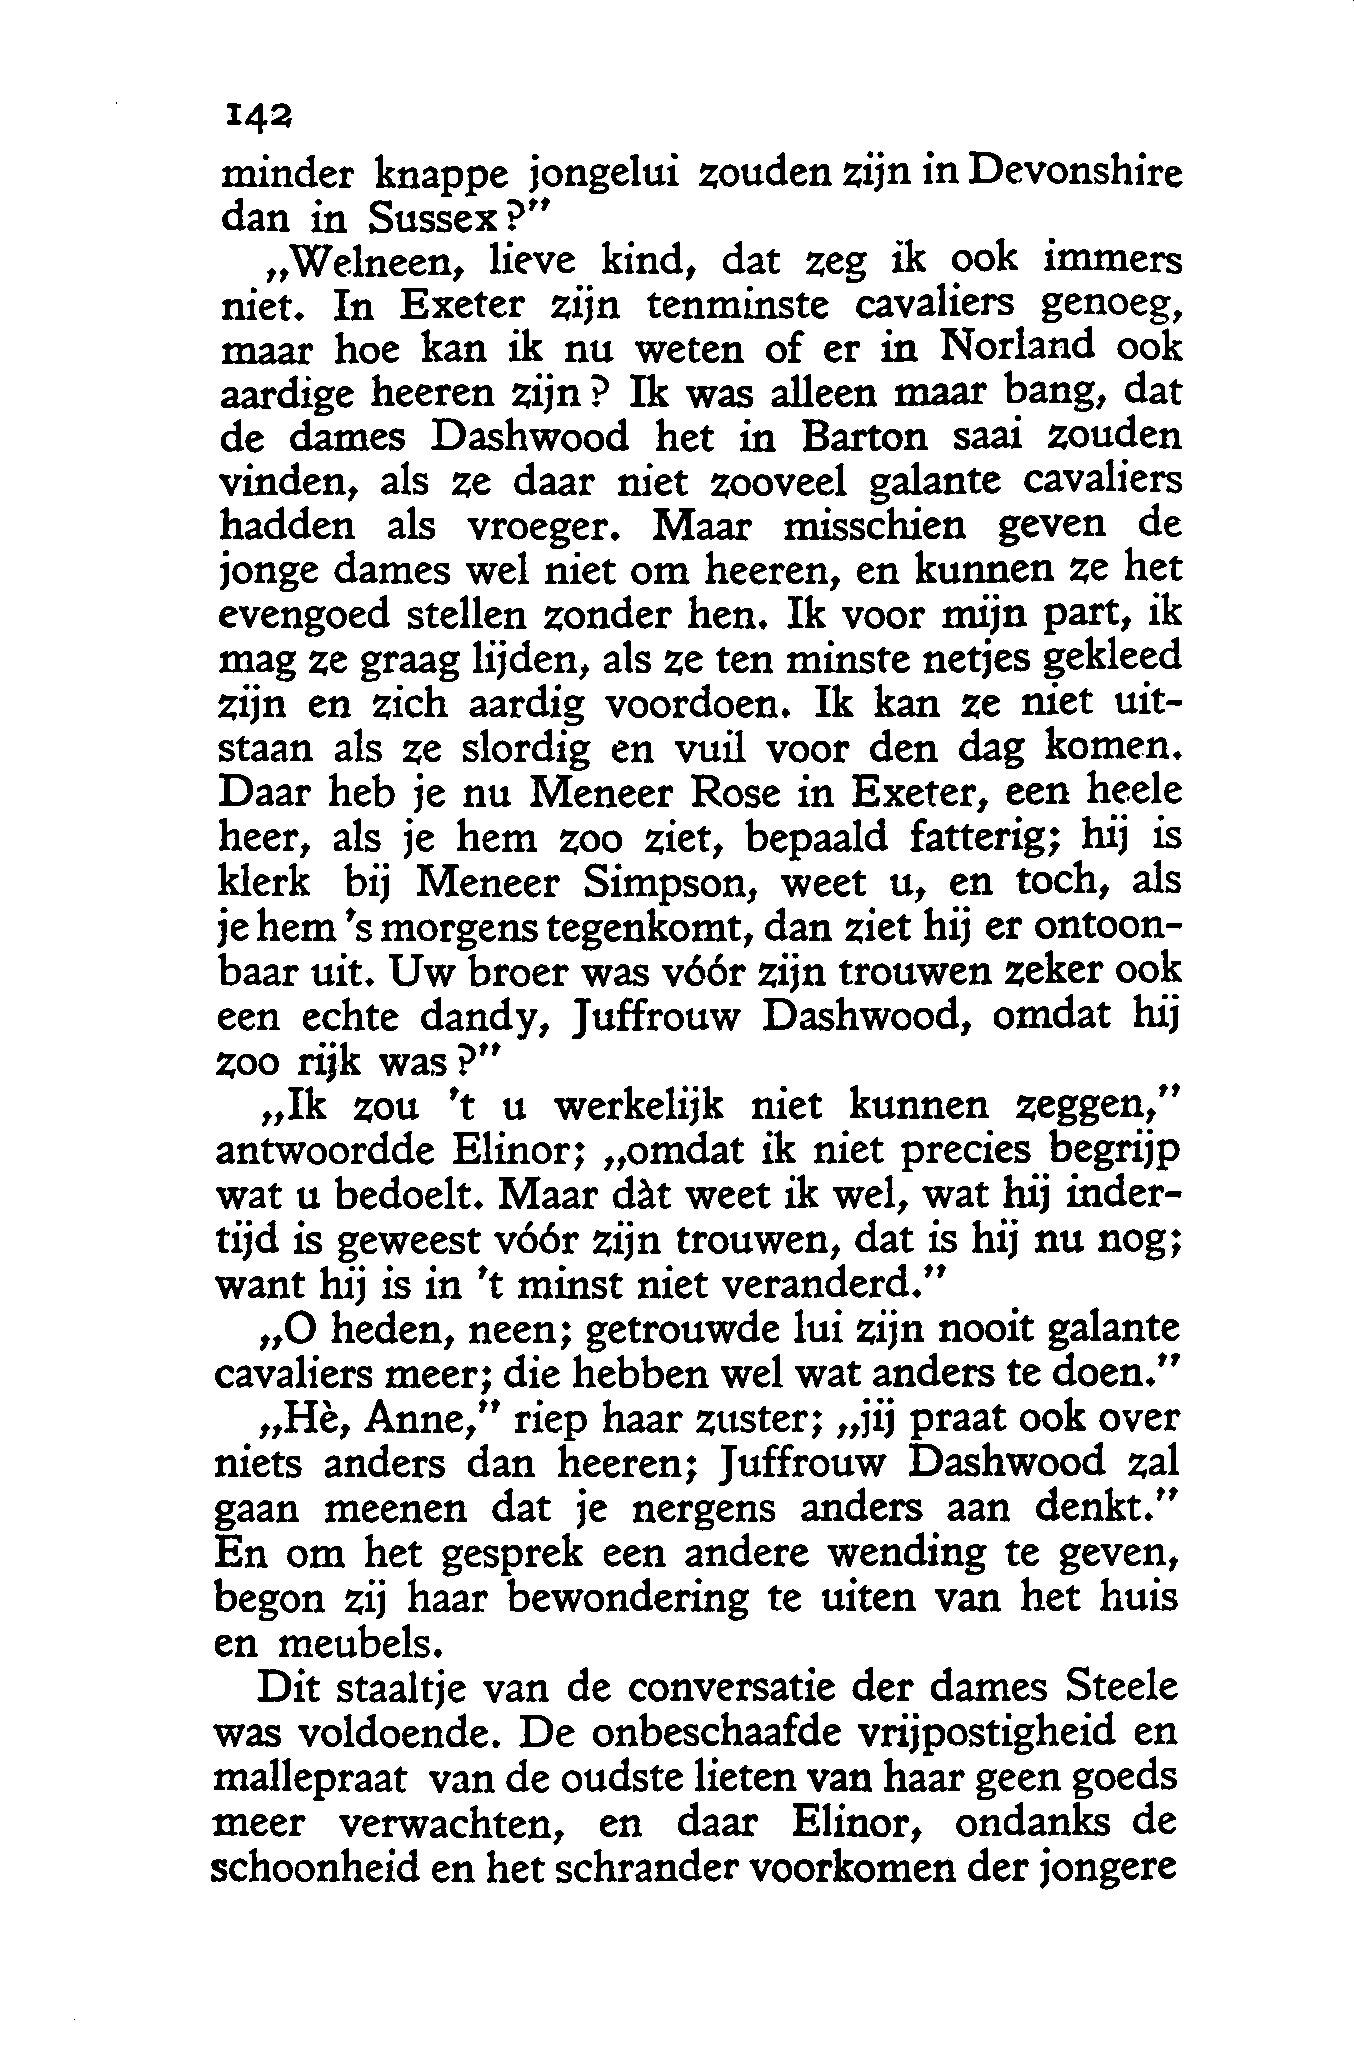 142
minder knappe jongelui zouden zijn in Devonshire
dan in Sussex?”
„Welneen, lieve kind, dat zeg ik ook immers
niet. In Exeter zijn tenminste cavaliers genoeg,
maar hoe kan ik nu weten of er in Norland ook
aardige heeren zijn? Ik was alleen maar bang, dat
de dames Dashwood het in Barton saai zouden
vinden, als ze daar niet zooveel galante cavaliers
hadden als vroeger. Maar misschien geven de
jonge dames wel niet om heeren, en kunnen ze het
evengoed stellen zonder hen. Ik voor mijn part, ik
mag ze graag lijden, als ze ten minste netjes gekleed
zijn en zich aardig voordoen. Ik kan ze niet uit-
staan als ze slordig en vuil voor den dag komen.
Daar heb je nu Meneer Rose in Exeter, een heele
heer, als je hem zoo ziet, bepaald fatterig; hij is
klerk bij Meneer Simpson, weet u, en toch, als
je hem 's morgens tegenkomt, dan ziet hij er ontoon-
baar uit. Uw broer was vóór zijn trouwen zeker ook
een echte dandy, Juffrouw Dashwood, omdat hij
zoo rijk was?”
„Ik zou 't u werkelijk niet kunnen zeggen,”
antwoordde Elinor; „omdat ik niet precies begrijp
wat u bedoelt. Maar dàt weet ik wel, wat hij inder-
tijd is geweest vóór zijn trouwen, dat is hij nu nog;
want hij is in 't minst niet veranderd.”
„O heden, neen; getrouwde lui zijn nooit galante
cavaliers meer; die hebben wel wat anders te doen.”
„Hè, Anne,” riep haar zuster; „jij praat ook over
niets anders dan heeren; Juffrouw Dashwood zal
gaan meenen dat je nergens anders aan denkt.”
En om het gesprek een andere wending te geven,
begon zij haar bewondering te uiten van het huis
en meubels.
Dit staaltje van de conversatie der dames Steele
was voldoende. De onbeschaafde vrijpostigheid en
mallepraat van de oudste lieten van haar geen goeds
meer verwachten, en daar Elinor, ondanks de
schoonheid en het schrander voorkomen der jongere